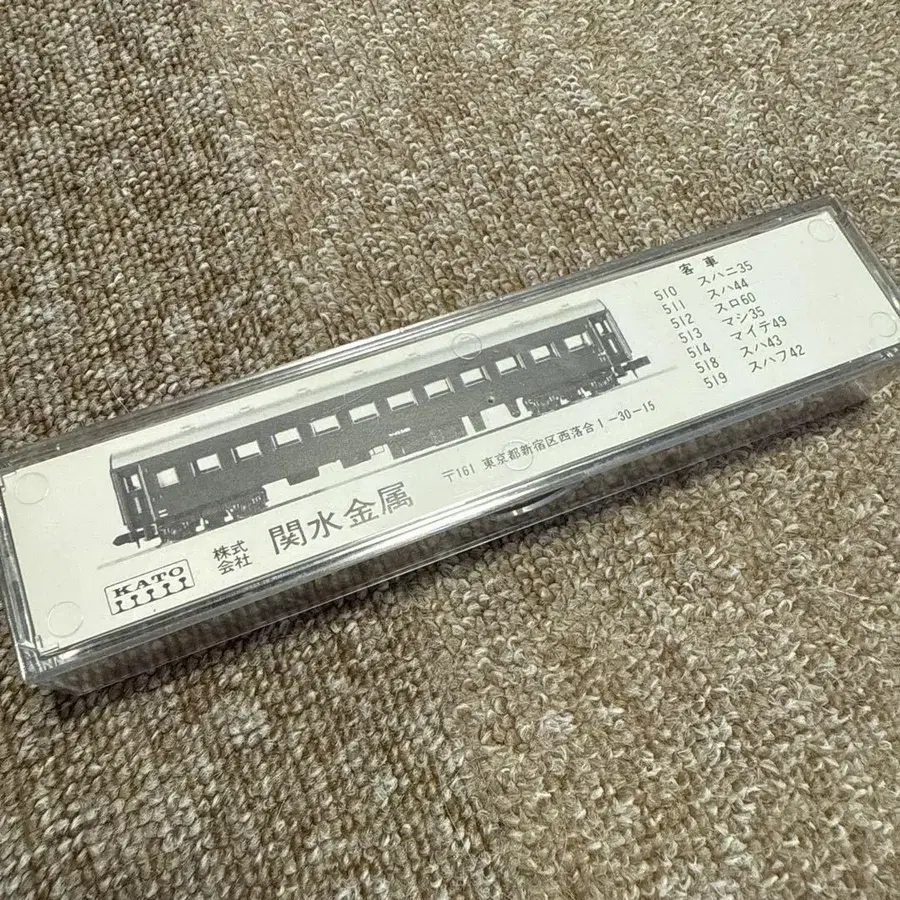 客車
510 スハニ35
511 スハ44
512 スロ60
513 マシ35
514 マイテ49
518 スハ43
519 スハフ42
KATO
株式会社 関水金属
〒161 東京都新宿区西落合1-30-15